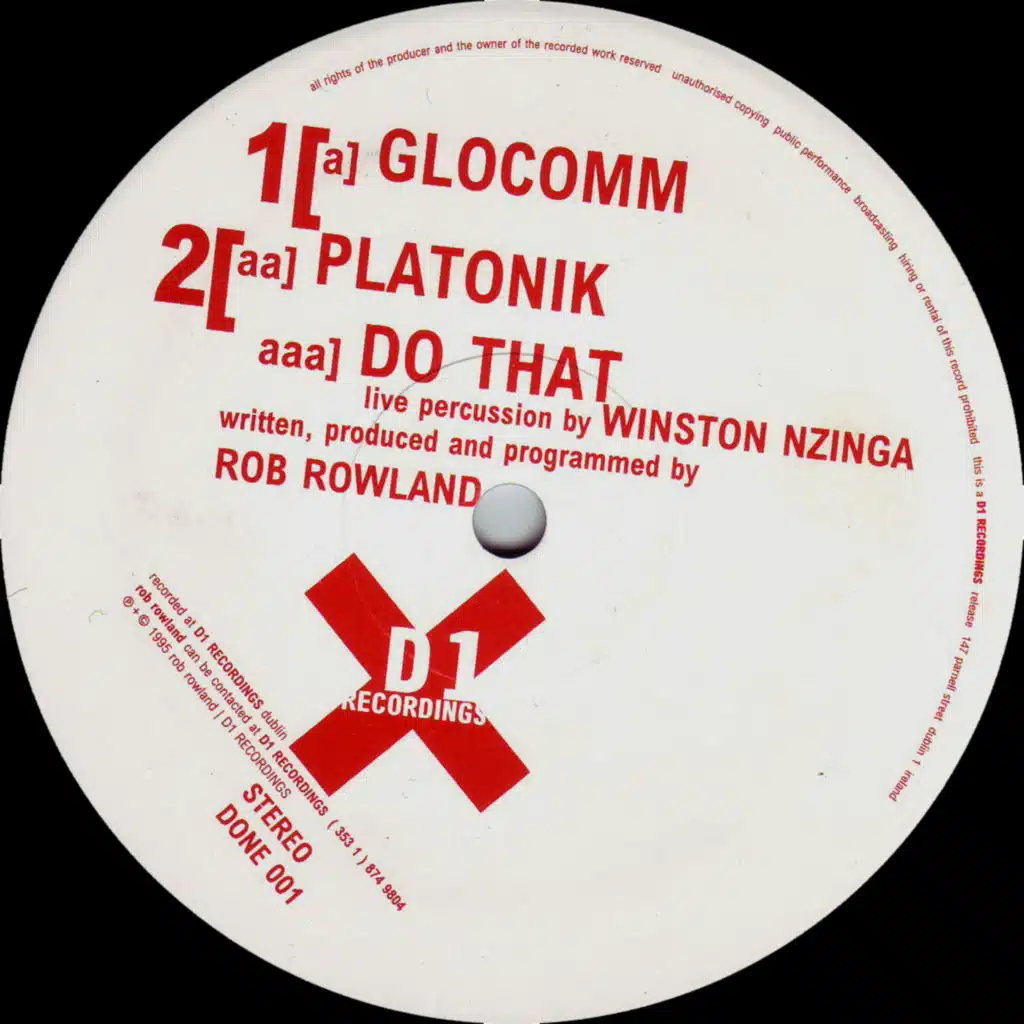 all rights of the producer and the owner of the recorded work reserved unauthorised copying public performance broadcasting hiring or rental of this record prohibited this is a D1 RECORDINGS release 147 parnell street dublin 1 ireland
1[a] GLOCOMM
2[aa] PLATONIK
aaa] DO THAT
live percussion by WINSTON NZINGA
written, produced and programmed by
ROB ROWLAND
D1
RECORDINGS
recorded at D1 RECORDINGS dublin
rob rowland can be contacted at D1 RECORDINGS ( 353 1 ) 874 9804
℗ + © 1995 rob rowland | D1 RECORDINGS
STEREO
DONE 001